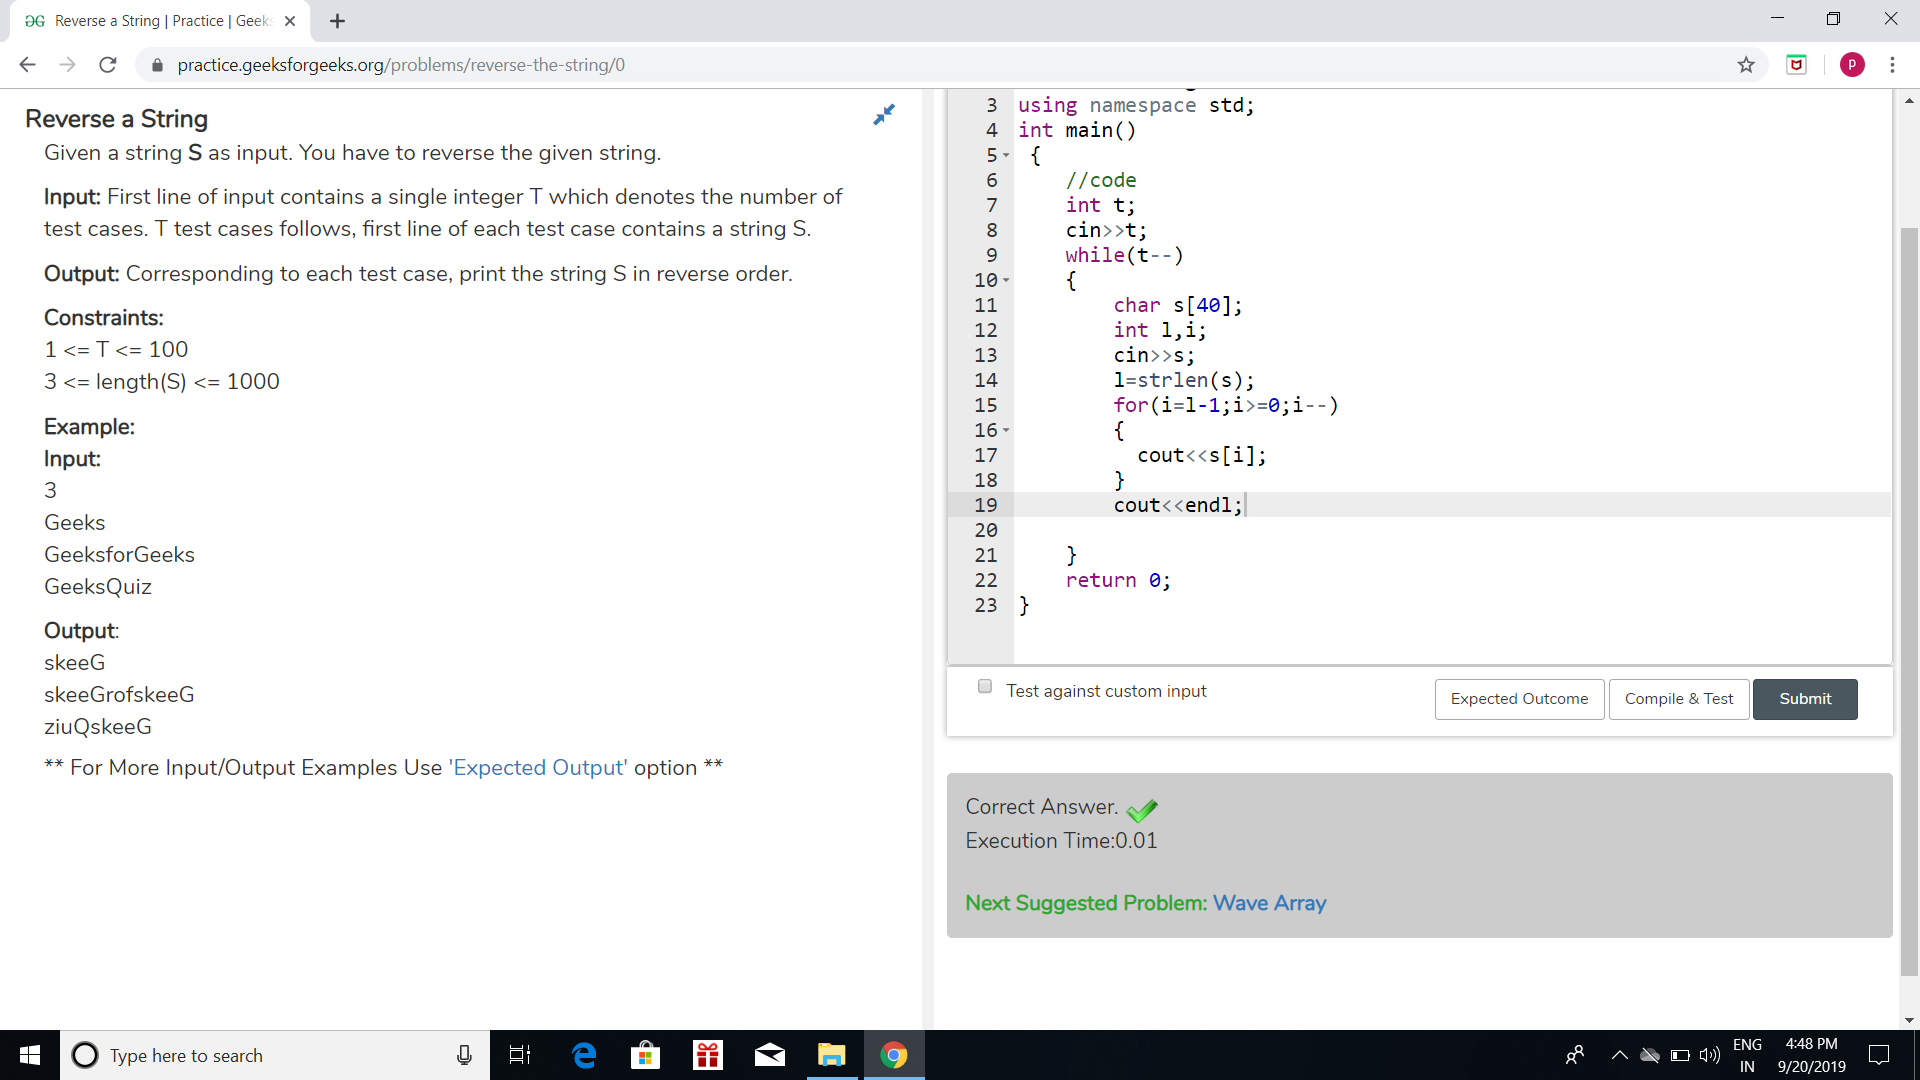 Reverse a String | Practice | Geek
practice.geeksforgeeks.org/problems/reverse-the-string/0
P
Reverse a String
Given a string S as input. You have to reverse the given string.
Input: First line of input contains a single integer T which denotes the number of
test cases. T test cases follows, first line of each test case contains a string S.
Output: Corresponding to each test case, print the string S in reverse order.
Constraints:
1 <= T <= 100
3 <= length(S) <= 1000
Example:
Input:
3
Geeks
GeeksforGeeks
GeeksQuiz
Output:
skeeG
skeeGrofskeeG
ziuQskeeG
** For More Input/Output Examples Use 'Expected Output' option **
3 using namespace std;
4 int main()
5 {
6 //code
7 int t;
8 cin>>t;
9 while(t--)
10 {
11 char s[40];
12 int l,i;
13 cin>>s;
14 l=strlen(s);
15 for(i=l-1;i>=0;i--)
16 {
17 cout<<s[i];
18 }
19 cout<<endl;
20
21 }
22 return 0;
23 }
Test against custom input
Expected Outcome
Compile & Test
Submit
Correct Answer.
Execution Time:0.01
Next Suggested Problem: Wave Array
Type here to search
ENG
IN
4:48 PM
9/20/2019